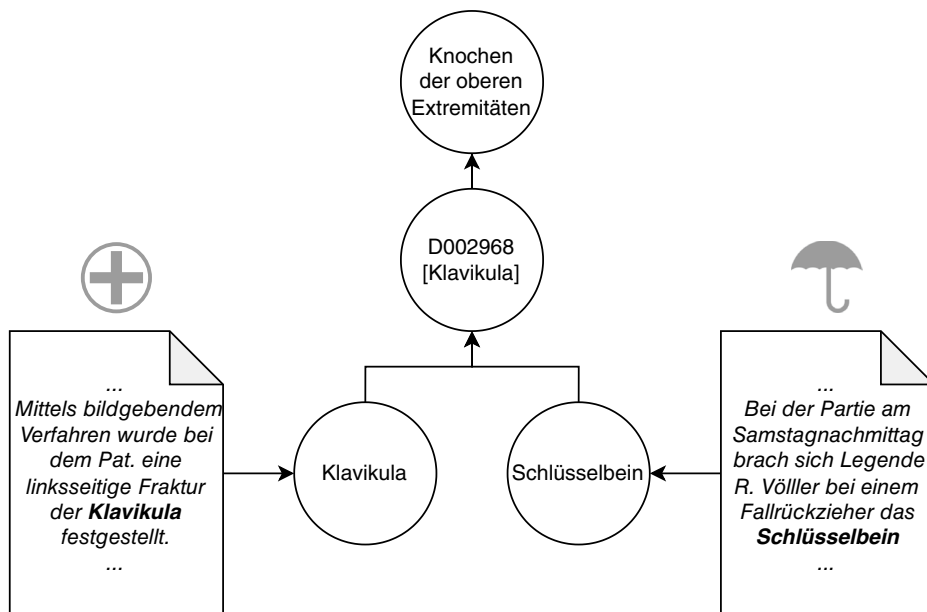 Knochen
der oberen
Extremitäten
D002968
[Klavikula]
...
Mittels bildgebendem
Verfahren wurde bei
dem Pat. eine
linksseitige Fraktur
der Klavikula
festgestellt.
...
Klavikula
Schlüsselbein
...
Bei der Partie am
Samstagnachmittag
brach sich Legende
R. Völller bei einem
Fallrückzieher das
Schlüsselbein
...